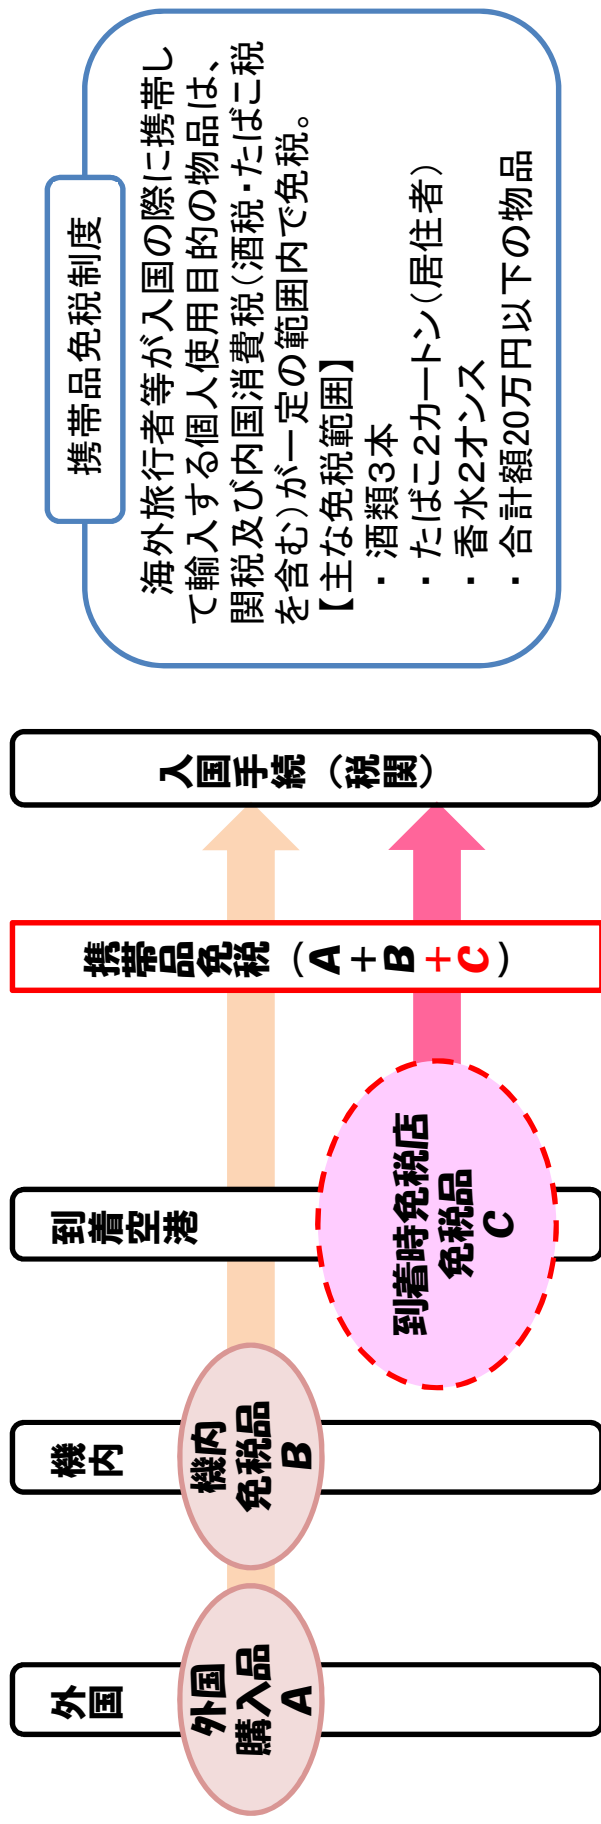 外国
外国
購入品
A
機内
機内
免税品
B
到着空港
到着時免税店
免税品
C
携帯品免税（A＋B＋C）
入国手続（税関）
携帯品免税制度
海外旅行者等が入国の際に携帯し
て輸入する個人使用目的の物品は、
関税及び内国消費税(酒税・たばこ税
を含む)が一定の範囲内で免税。
【主な免税範囲】
・ 酒類3本
・ たばこ2カートン(居住者)
・ 香水2オンス
・ 合計額20万円以下の物品